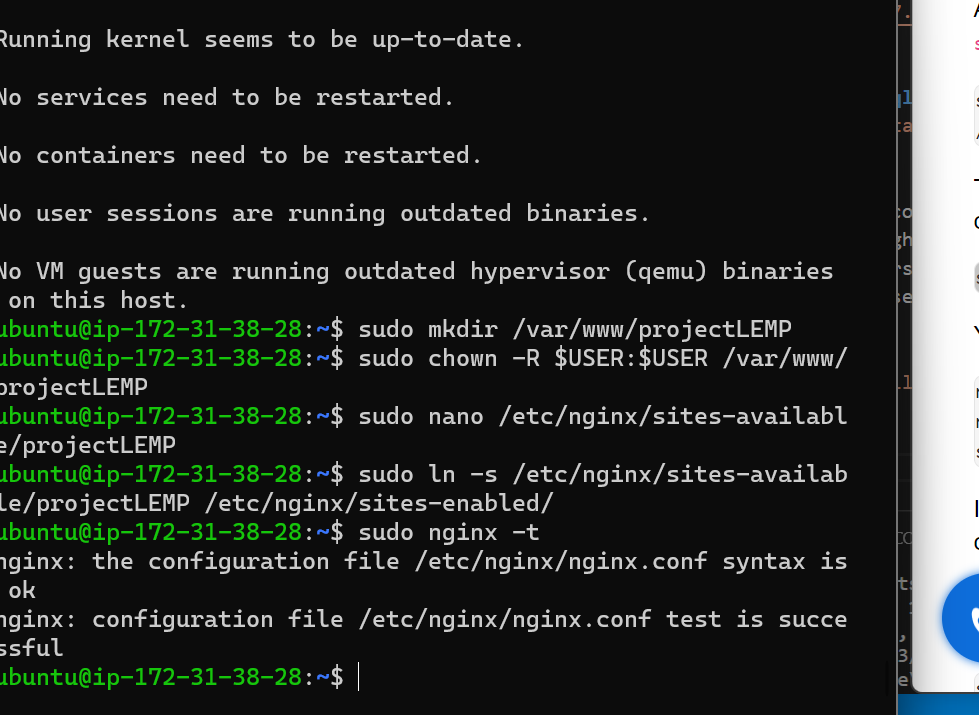 Running kernel seems to be up-to-date.
No services need to be restarted.
No containers need to be restarted.
No user sessions are running outdated binaries.
No VM guests are running outdated hypervisor (qemu) binaries
on this host.
ubuntu@ip-172-31-38-28:~$ sudo mkdir /var/www/projectLEMP
ubuntu@ip-172-31-38-28:~$ sudo chown -R $USER:$USER /var/www/
projectLEMP
ubuntu@ip-172-31-38-28:~$ sudo nano /etc/nginx/sites-availabl
e/projectLEMP
ubuntu@ip-172-31-38-28:~$ sudo ln -s /etc/nginx/sites-availab
le/projectLEMP /etc/nginx/sites-enabled/
ubuntu@ip-172-31-38-28:~$ sudo nginx -t
nginx: the configuration file /etc/nginx/nginx.conf syntax is
ok
nginx: configuration file /etc/nginx/nginx.conf test is succe
ssful
ubuntu@ip-172-31-38-28:~$